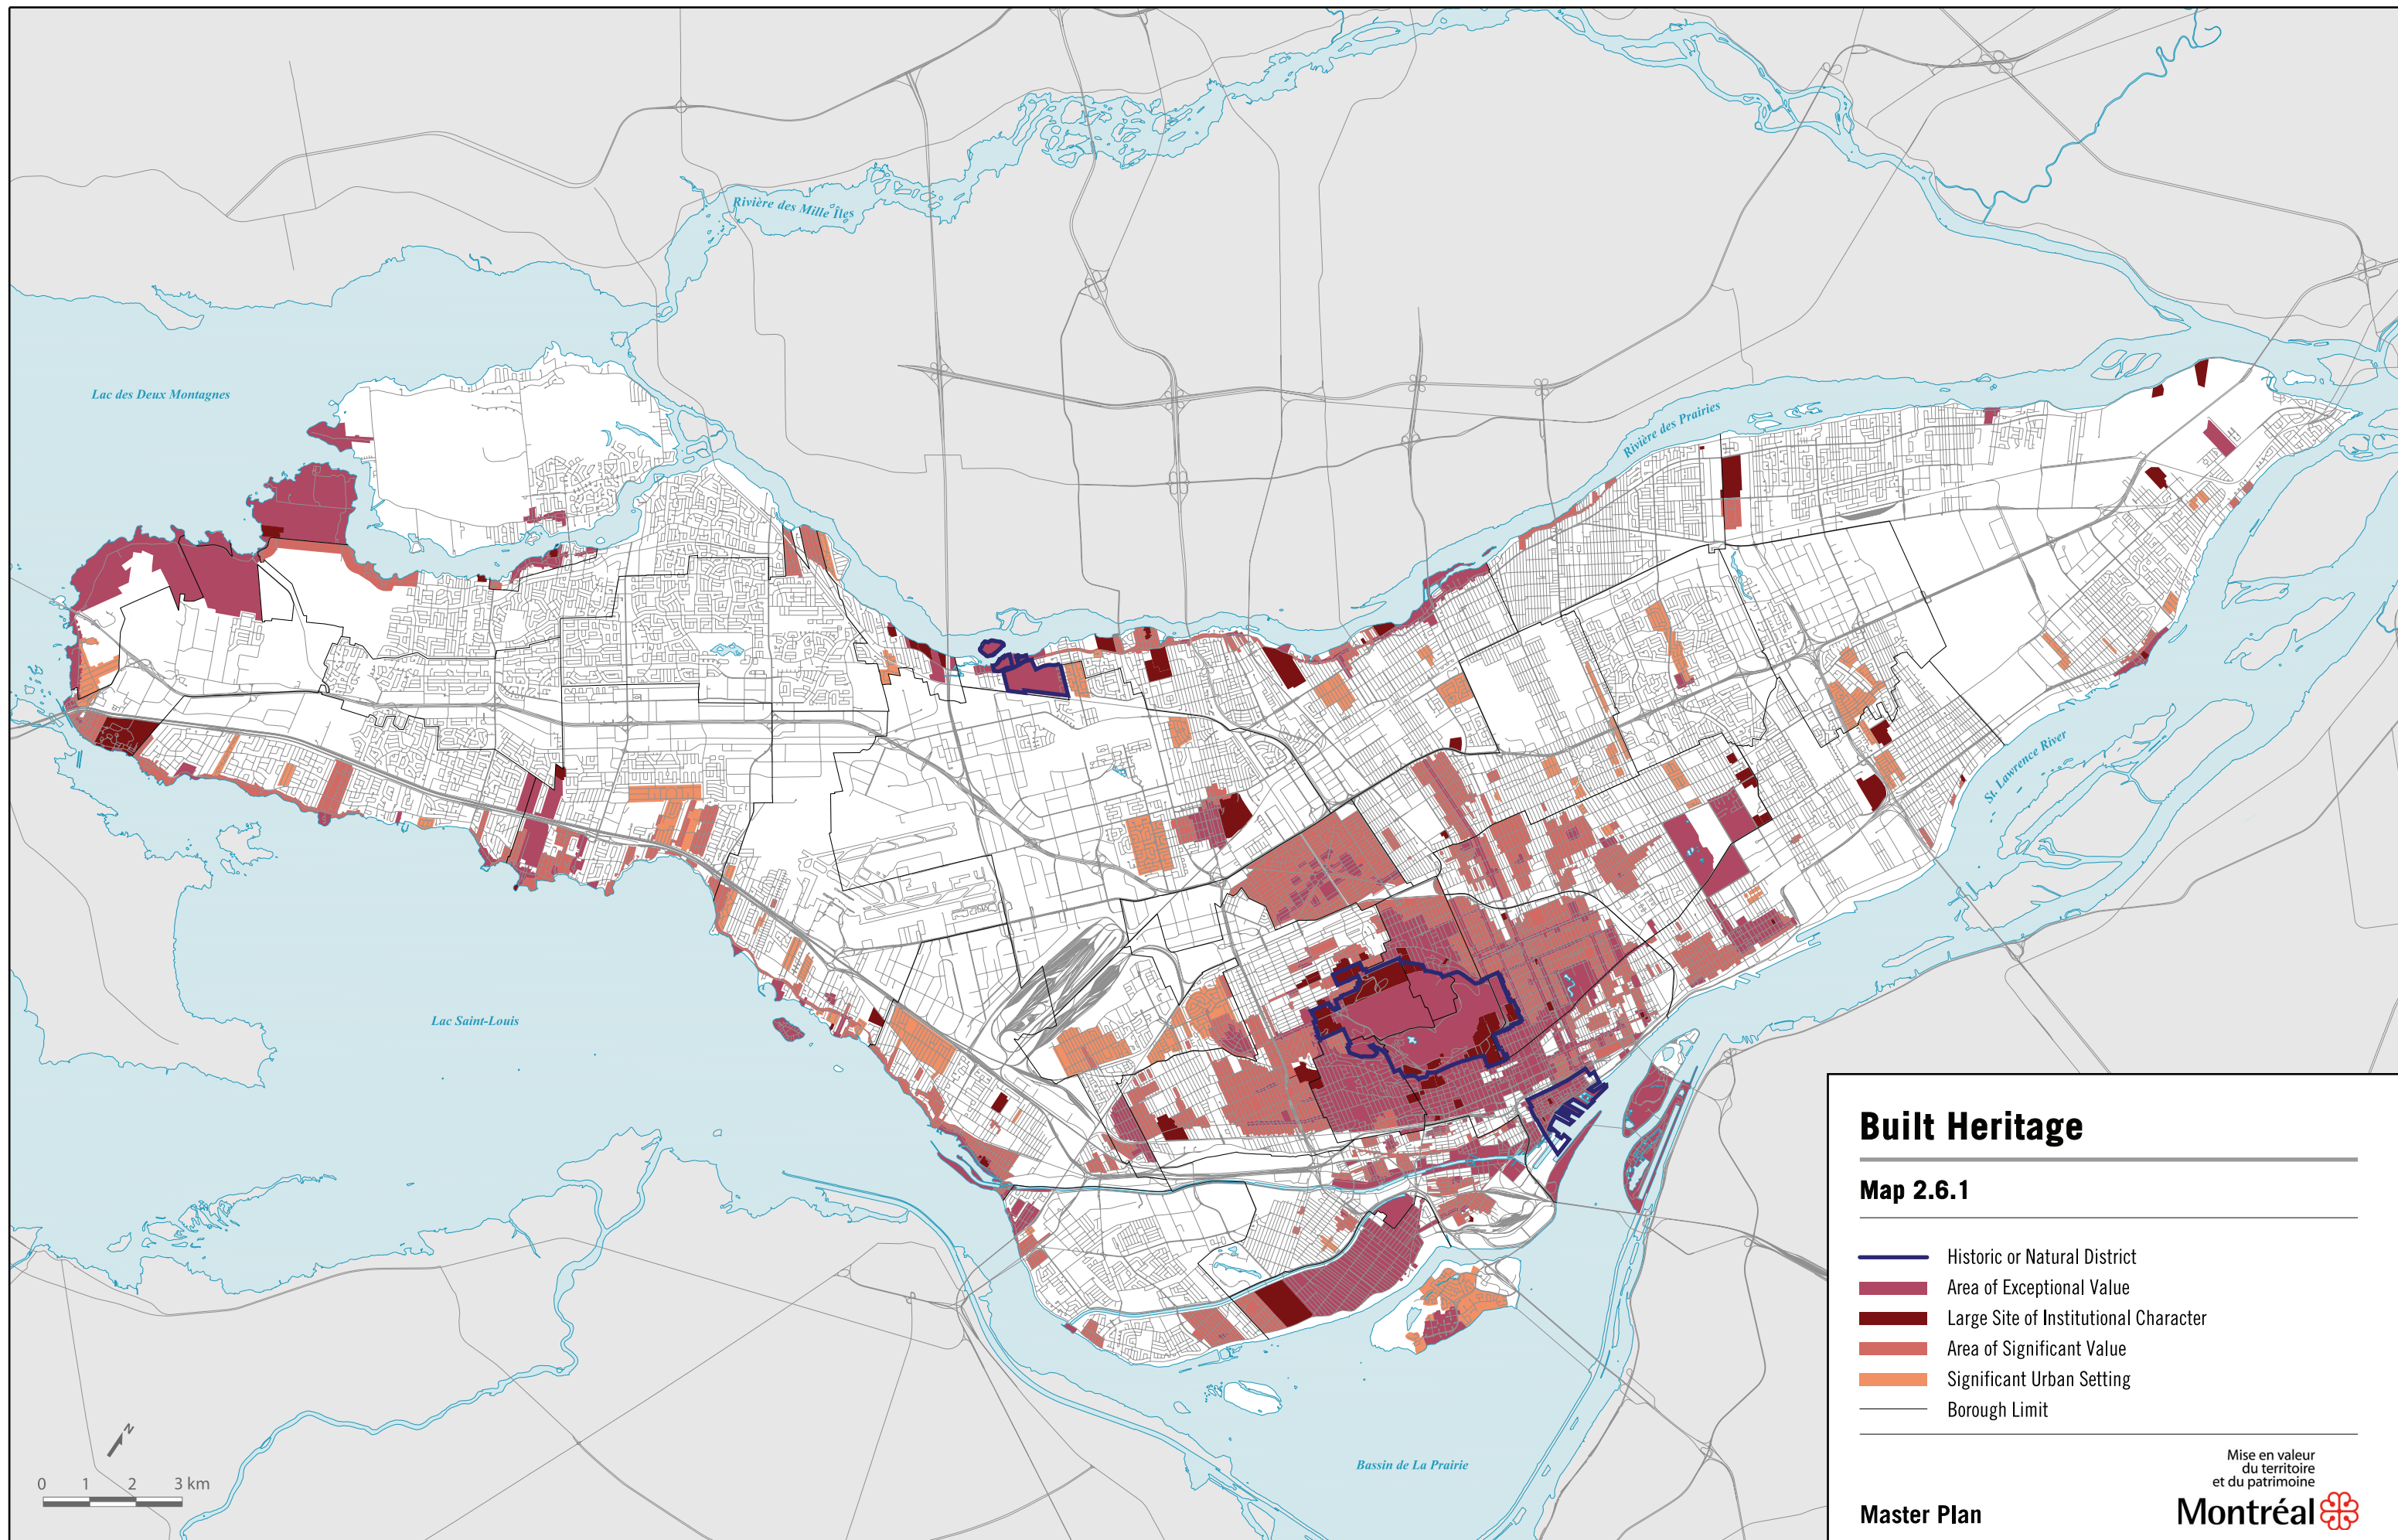 Rivière des Mille Îles
Lac des Deux Montagnes
Rivière des Prairies
St. Lawrence River
Lac Saint-Louis
Bassin de La Prairie
N
0 1 2 3 km
Built Heritage
Map 2.6.1
Historic or Natural District
Area of Exceptional Value
Large Site of Institutional Character
Area of Significant Value
Significant Urban Setting
Borough Limit
Mise en valeur
du territoire
et du patrimoine
Master Plan
Montréal